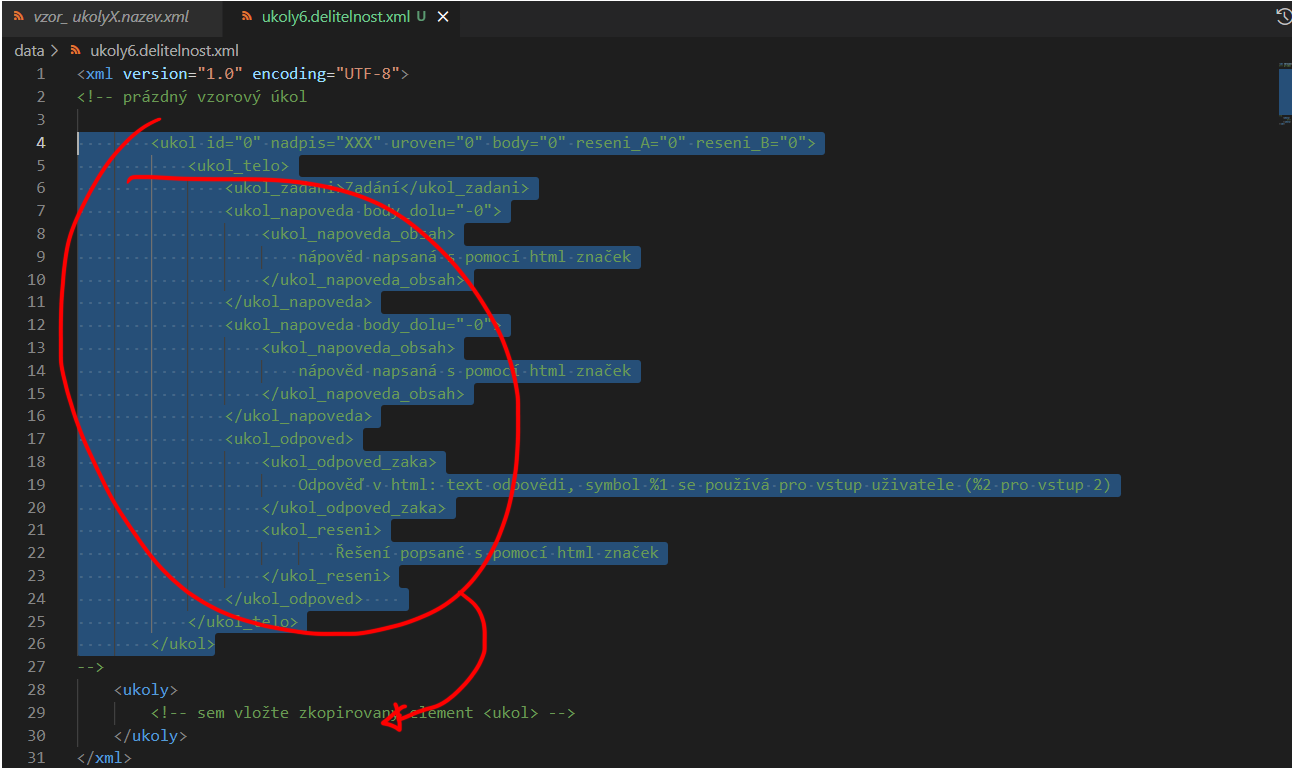 vzor_ ukolyX.nazev.xml
ukoly6.delitelnost.xml U
data > ukoly6.delitelnost.xml
1 <xml version="1.0" encoding="UTF-8">
2 <!-- prázdný vzorový úkol
3
4 <ukol id="0" nadpis="XXX" uroven="0" body="0" reseni_A="0" reseni_B="0">
5 <ukol_telo>
6 <ukol_zadani>Zadání</ukol_zadani>
7 <ukol_napoveda body_dolu="-0">
8 <ukol_napoveda_obsah>
9 nápověd napsaná s pomocí html značek
10 </ukol_napoveda_obsah>
11 </ukol_napoveda>
12 <ukol_napoveda body_dolu="-0">
13 <ukol_napoveda_obsah>
14 nápověd napsaná s pomocí html značek
15 </ukol_napoveda_obsah>
16 </ukol_napoveda>
17 <ukol_odpoved>
18 <ukol_odpoved_zaka>
19 Odpověď v html: text odpovědi, symbol %1 se používá pro vstup uživatele (%2 pro vstup 2)
20 </ukol_odpoved_zaka>
21 <ukol_reseni>
22 Řešení popsané s pomocí html značek
23 </ukol_reseni>
24 </ukol_odpoved>
25 </ukol_telo>
26 </ukol>
27 -->
28 <ukoly>
29 <!-- sem vložte zkopirovaný element <ukol> -->
30 </ukoly>
31 </xml>